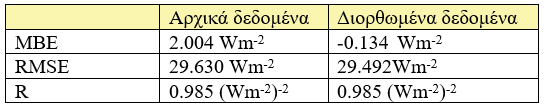 Αρχικά δεδομένα Διορθωμένα δεδομένα
MBE 2.004 Wm-2 -0.134 Wm-2
RMSE 29.630 Wm-2 29.492Wm-2
R 0.985 (Wm-2)-2 0.985 (Wm-2)-2